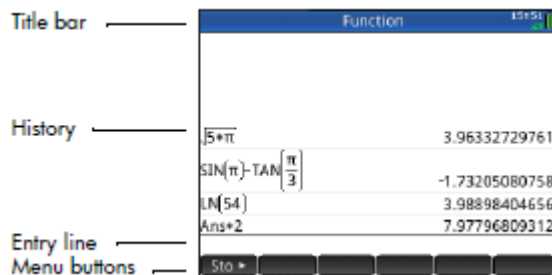 Title bar
Function
15:51
History
√5*π 3.96332729761
SIN(π)-TAN(π/3) -1.73205080758
LN(54) 3.98898404656
Ans*2 7.97796809312
Entry line
Menu buttons
Sto ▸